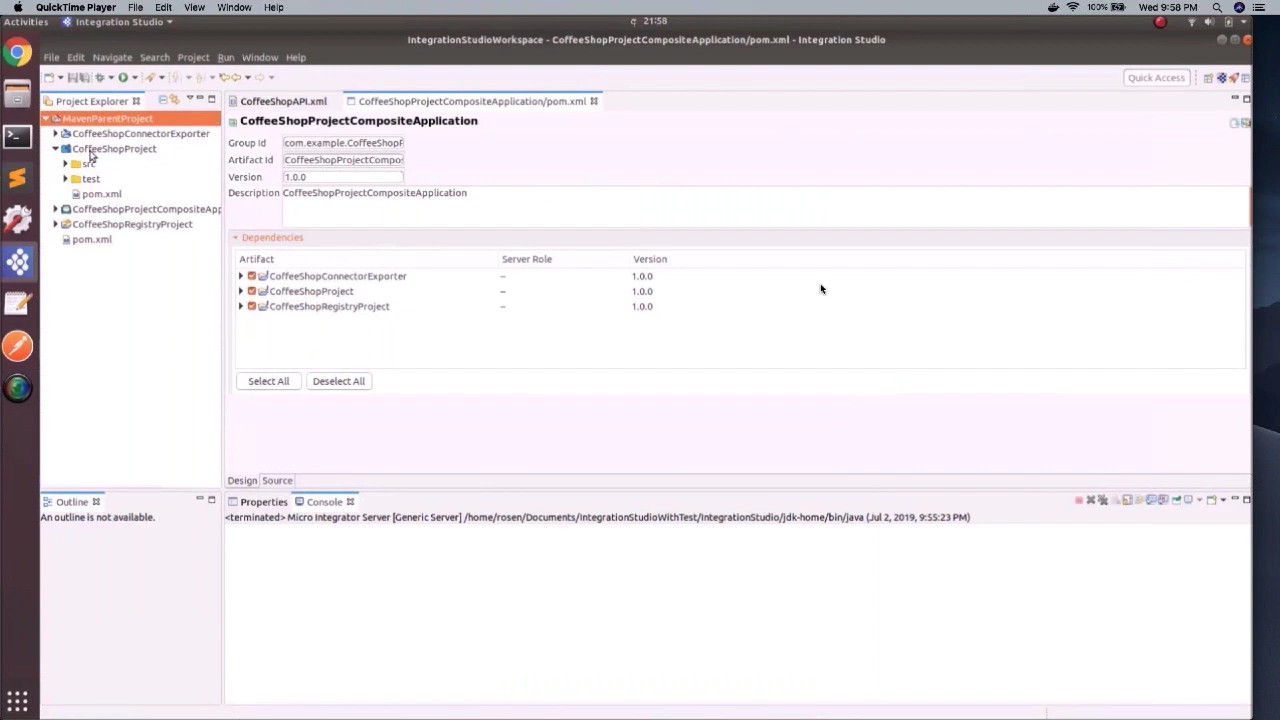 QuickTime Player File Edit View Window Help
100% Wed 9:58
Activities Integration Studio 21:58
IntegrationStudioWorkspace - CoffeeShopProjectCompositeApplication/pom.xml - Integration Studio
File Edit Navigate Search Project Run Window Help
Quick Access
Project Explorer
CoffeeShopAPI.xml CoffeeShopProjectCompositeApplication/pom.xml
MavenParentProject
CoffeeShopConnectorExporter
CoffeeShopProject
src
test
pom.xml
CoffeeShopProjectCompositeApp
CoffeeShopRegistryProject
pom.xml
CoffeeShopProjectCompositeApplication
Group Id com.example.CoffeeShopF
Artifact Id CoffeeShopProjectCompos
Version 1.0.0
Description CoffeeShopProjectCompositeApplication
Dependencies
Artifact Server Role Version
CoffeeShopConnectorExporter -- 1.0.0
CoffeeShopProject -- 1.0.0
CoffeeShopRegistryProject -- 1.0.0
Select All Deselect All
Design Source
Outline
An outline is not available.
Properties Console
<terminated> Micro Integrator Server [Generic Server] /home/rosen/Documents/IntegrationStudioWithTest/IntegrationStudio/jdk-home/bin/java (Jul 2, 2019, 9:55:23 PM)